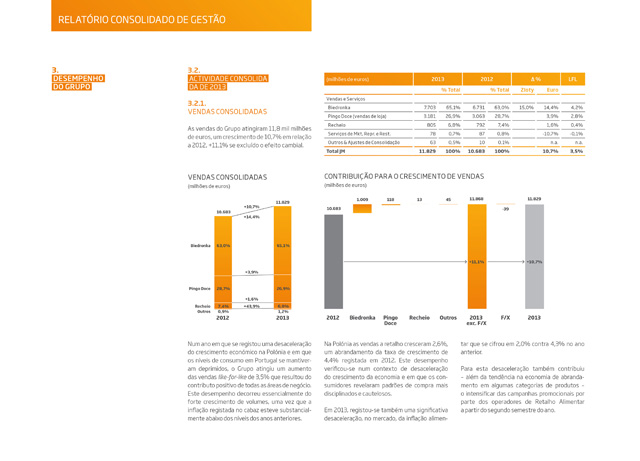 RELATÓRIO CONSOLIDADO DE GESTÃO
3.
DESEMPENHO
DO GRUPO
3.2.
ACTIVIDADE CONSOLIDA
DA DE 2013
3.2.1.
VENDAS CONSOLIDADAS
As vendas do Grupo atingiram 11,8 mil milhões
de euros, um crescimento de 10,7% em relação
a 2012; +11,1% se excluído o efeito cambial.
(milhões de euros) 2013 2012 Δ % LFL
% Total % Total Zloty Euro
Vendas e Serviços
Biedronka 7.703 65,1% 6.731 63,0% 15,0% 14,4% 4,2%
Pingo Doce (vendas de loja) 3.181 26,9% 3.063 28,7% 3,9% 2,8%
Recheio 805 6,8% 792 7,4% 1,6% 0,4%
Serviços de Mkt. Repr. e Rest. 78 0,7% 87 0,8% -10,7% -0,1%
Outros & Ajustes de Consolidação 63 0,5% 10 0,1% n.a. n.a.
Total JM 11.829 100% 10.683 100% 10,7% 3,5%
VENDAS CONSOLIDADAS
(milhões de euros)
10.683
+10,7%
+14,4%
11.829
Biedronka 63,0% 65,1%
+3,9%
Pingo Doce 28,7% 26,9%
+1,6%
Recheio 7,4% +43,9% 6,8%
Outros 0,9% 1,2%
2012 2013
CONTRIBUIÇÃO PARA O CRESCIMENTO DE VENDAS
(milhões de euros)
10.683 1.009 118 13 45 11.868 -39 11.829
+11,1% +10,7%
2012 Biedronka Pingo Doce Recheio Outros 2013 exc. F/X F/X 2013
Num ano em que se registou uma desaceleração
do crescimento económico na Polónia e em que
os níveis de consumo em Portugal se mantive-
ram deprimidos, o Grupo atingiu um aumento
das vendas like-for-like de 3,5% que resultou do
contributo positivo de todas as áreas de negócio.
Este desempenho decorreu essencialmente do
forte crescimento de volumes, uma vez que a
inflação registada no cabaz esteve substancial-
mente abaixo dos níveis dos anos anteriores.
Na Polónia as vendas a retalho cresceram 2,6%,
um abrandamento da taxa de crescimento de
4,4% registada em 2012. Este desempenho
verificou-se num contexto de desaceleração
do crescimento da economia e em que os con-
sumidores revelaram padrões de compra mais
disciplinados e cautelosos.
Em 2013, registou-se também uma significativa
desaceleração, no mercado, da inflação alimen-
tar que se cifrou em 2,0% contra 4,3% no ano
anterior.
Para esta desaceleração também contribuiu
– além da tendência na economia de abranda-
mento em algumas categorias de produtos –
o intensificar das campanhas promocionais por
parte dos operadores de Retalho Alimentar
a partir do segundo semestre do ano.